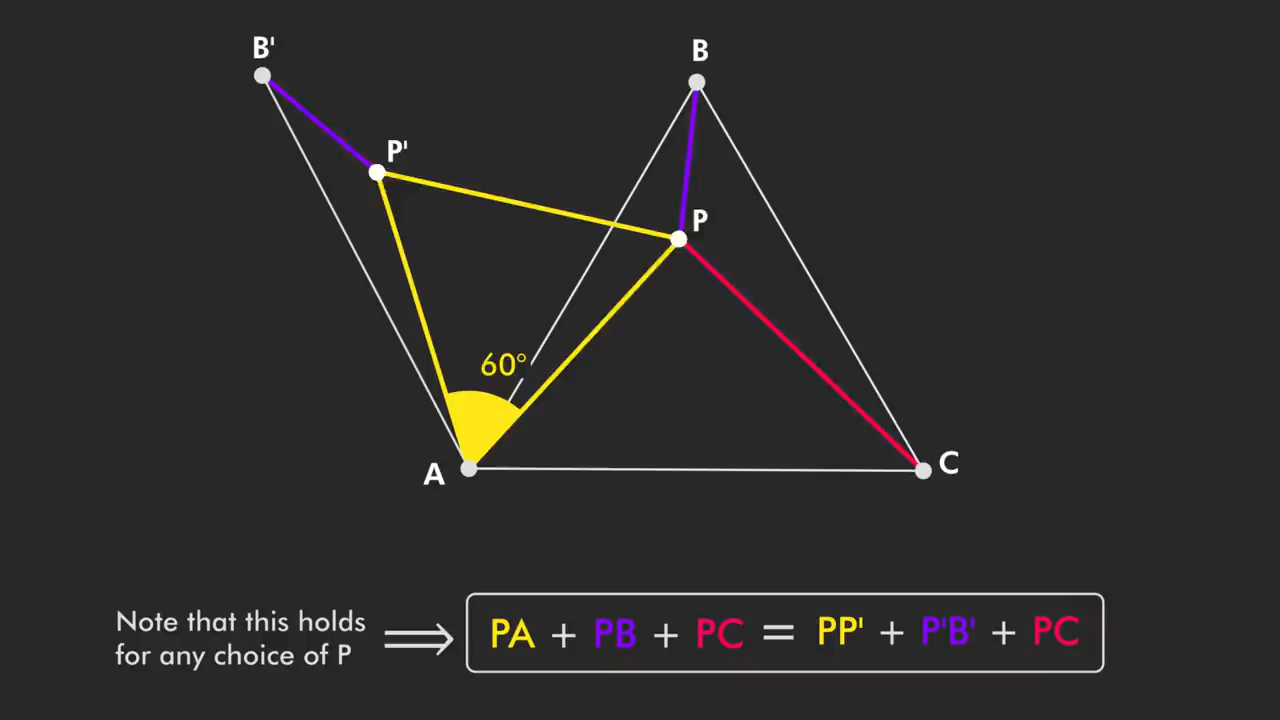 B'
B
P'
P
60°
A
C
Note that this holds
for any choice of P
⟹
PA + PB + PC = PP' + P'B' + PC